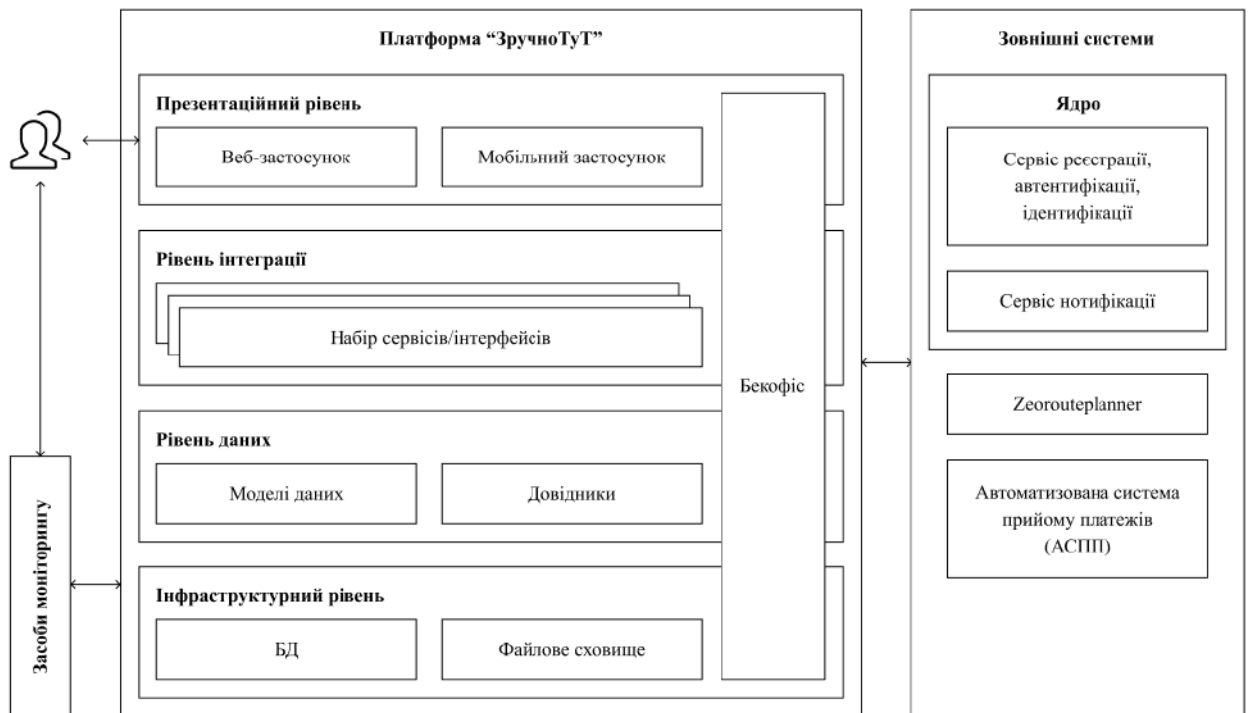 Платформа “ЗручноТуТ”
Презентаційний рівень
Веб-застосунок
Мобільний застосунок
Рівень інтеграції
Набір сервісів/інтерфейсів
Бекофіс
Рівень даних
Моделі даних
Довідники
Інфраструктурний рівень
БД
Файлове сховище
Засоби моніторингу
Зовнішні системи
Ядро
Сервіс реєстрації,
автентифікації,
ідентифікації
Сервіс нотифікації
Zeorouteplanner
Автоматизована система
прийому платежів
(АСПП)